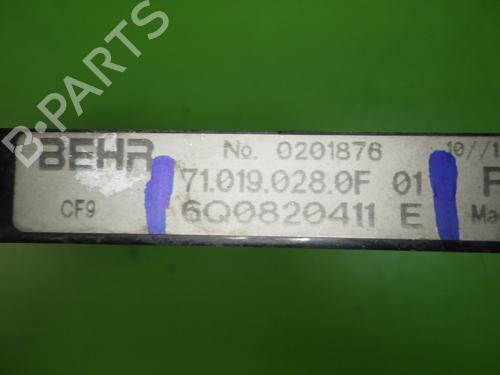 B-PARTS
BEHR No. 0201876 10//1
71.019.028.0F 01
CF9 6Q0820411 E Ma